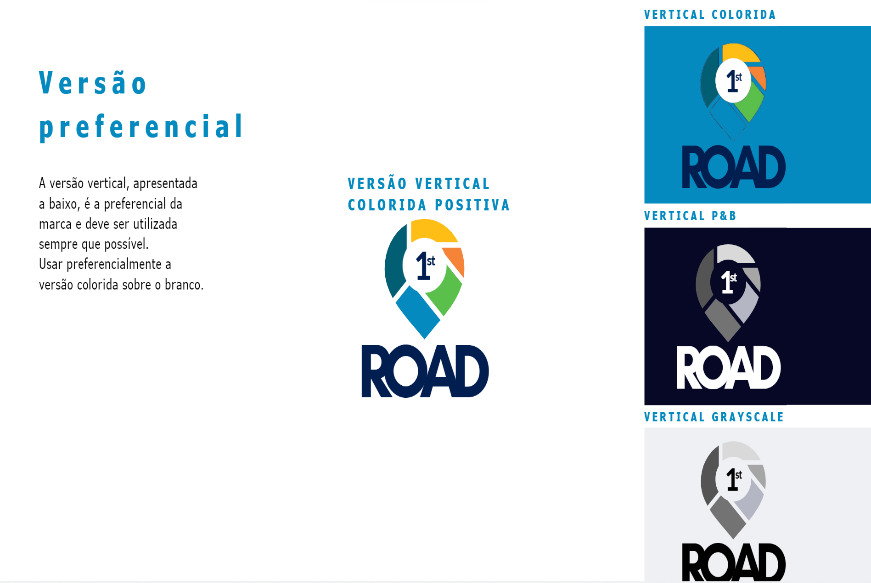 Versão
preferencial
A versão vertical, apresentada
a baixo, é a preferencial da
marca e deve ser utilizada
sempre que possível.
Usar preferencialmente a
versão colorida sobre o branco.
VERSÃO VERTICAL
COLORIDA POSITIVA
1st
ROAD
VERTICAL COLORIDA
1st
ROAD
VERTICAL P&B
1st
ROAD
VERTICAL GRAYSCALE
1st
ROAD